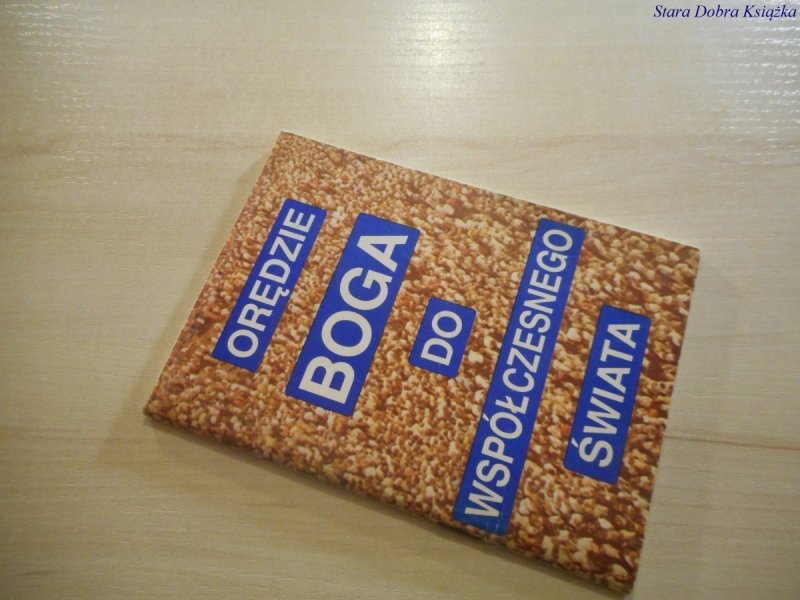 Stara Dobra Książka
ORĘDZIE
BOGA
DO
WSPÓŁCZESNEGO
ŚWIATA